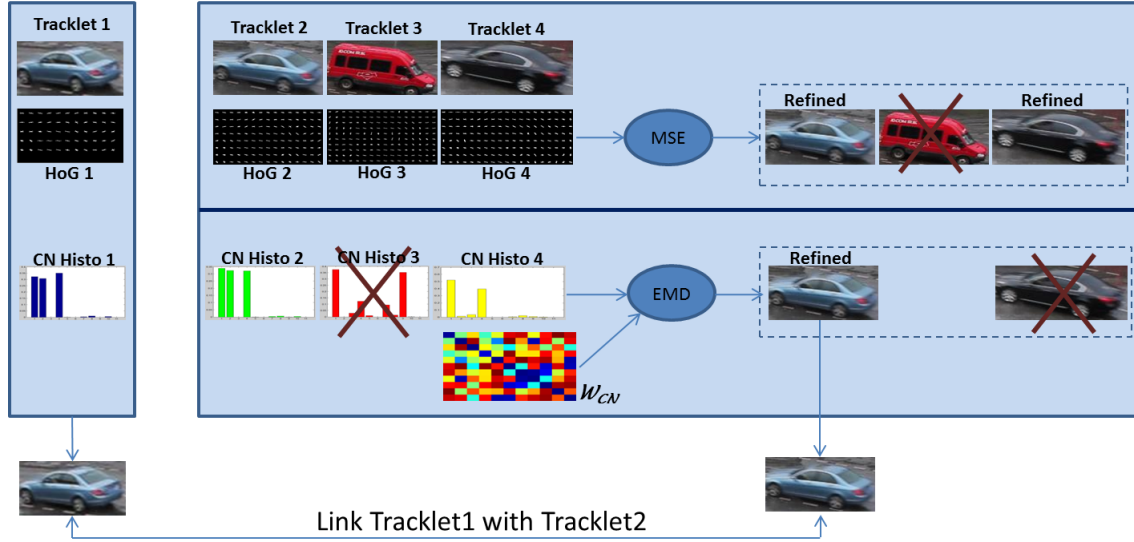 Tracklet 1
Tracklet 2
Tracklet 3
Tracklet 4
HoG 1
HoG 2
HoG 3
HoG 4
MSE
Refined
Refined
CN Histo 1
CN Histo 2
CN Histo 3
CN Histo 4
EMD
Refined
W_CN
Link Tracklet1 with Tracklet2